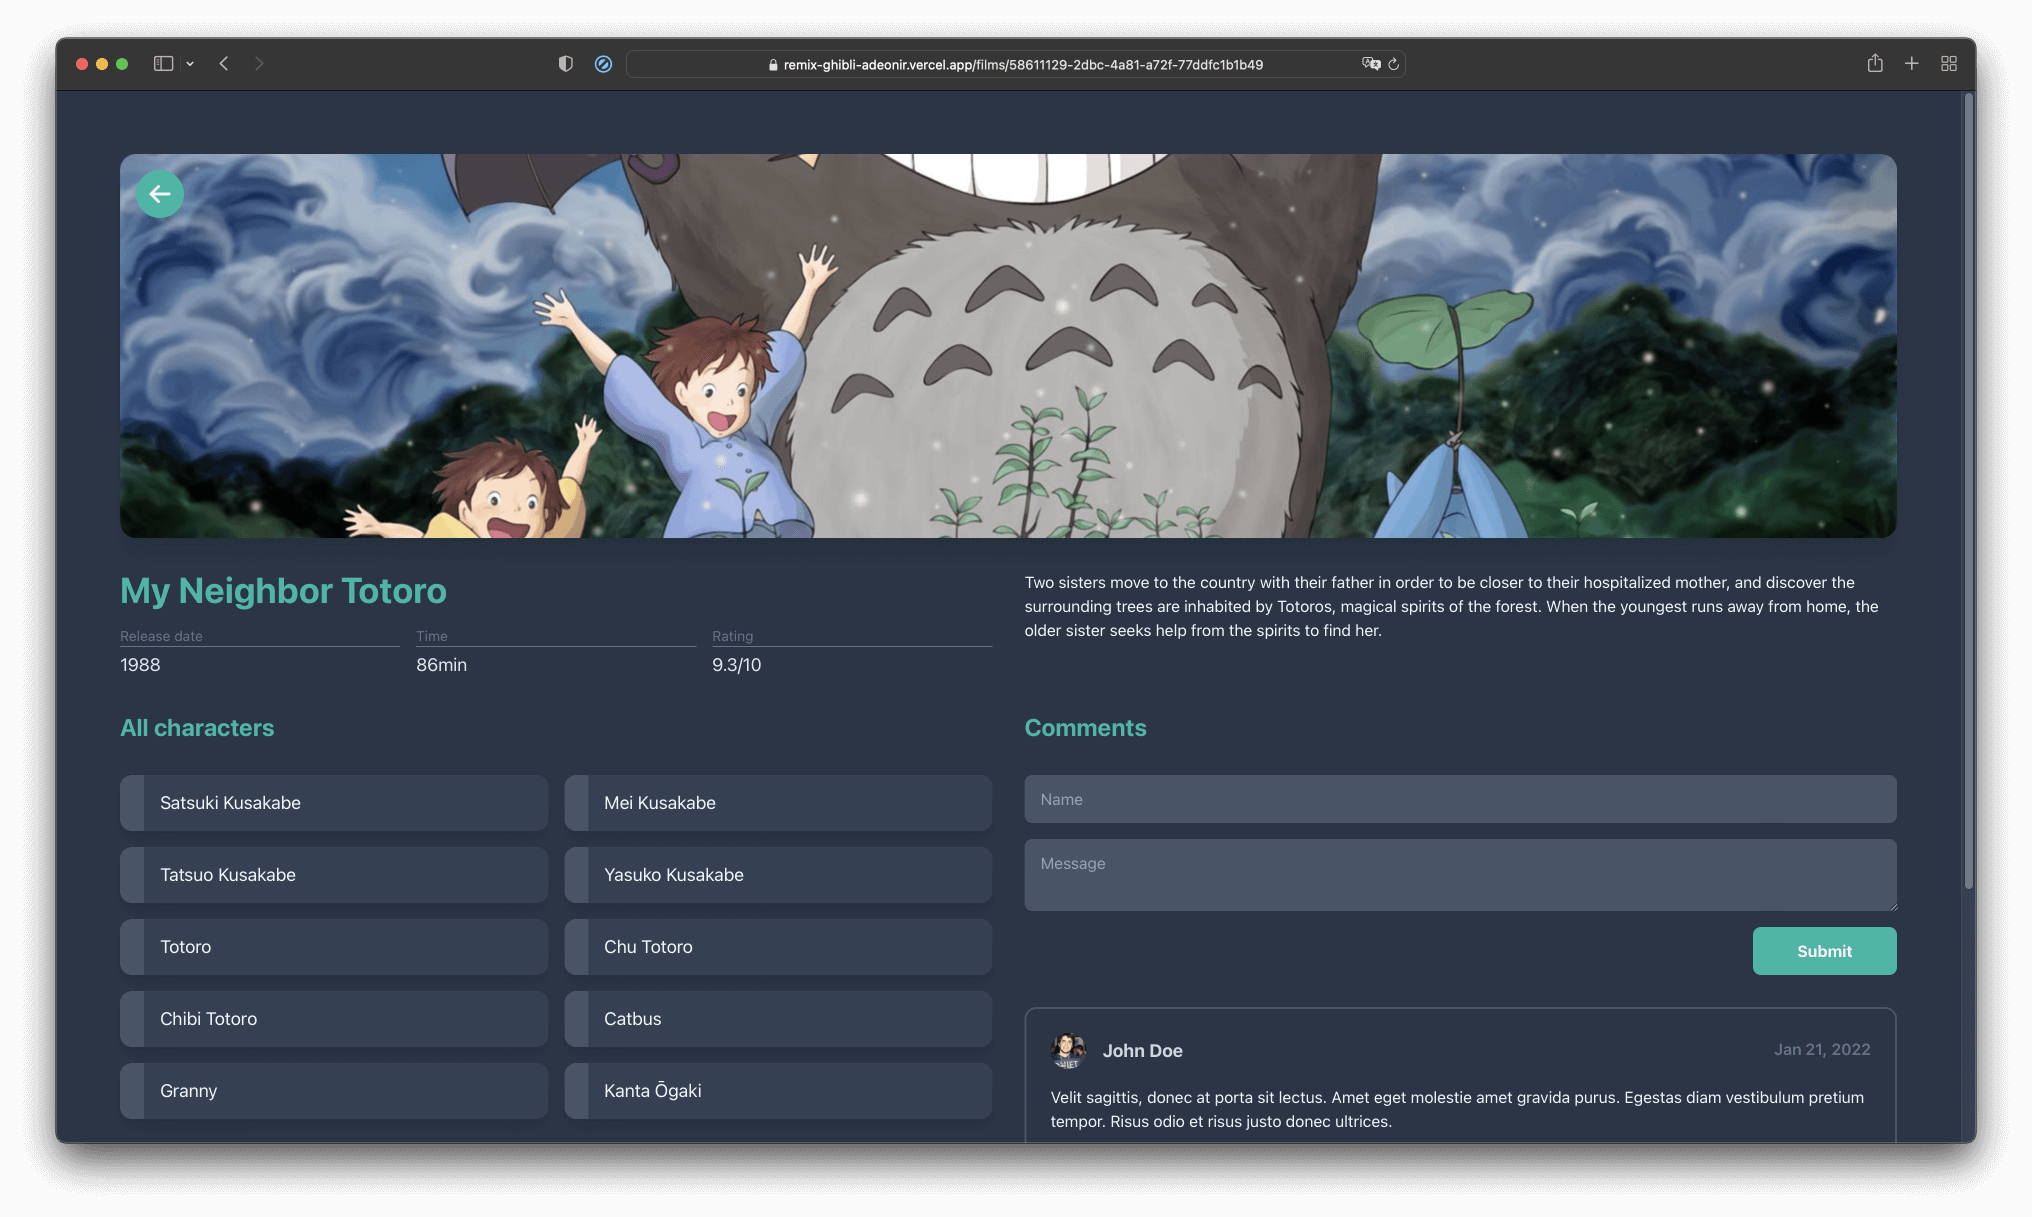 remix-ghibli-adeonir.vercel.app/films/58611129-2dbc-4a81-a72f-77ddfc1b1b49
My Neighbor Totoro
Release date
1988
Time
86min
Rating
9.3/10
Two sisters move to the country with their father in order to be closer to their hospitalized mother, and discover the
surrounding trees are inhabited by Totoros, magical spirits of the forest. When the youngest runs away from home, the
older sister seeks help from the spirits to find her.
All characters
Satsuki Kusakabe
Mei Kusakabe
Tatsuo Kusakabe
Yasuko Kusakabe
Totoro
Chu Totoro
Chibi Totoro
Catbus
Granny
Kanta Ōgaki
Comments
Name
Message
Submit
John Doe
Jan 21, 2022
Velit sagittis, donec at porta sit lectus. Amet eget molestie amet gravida purus. Egestas diam vestibulum pretium
tempor. Risus odio et risus justo donec ultrices.